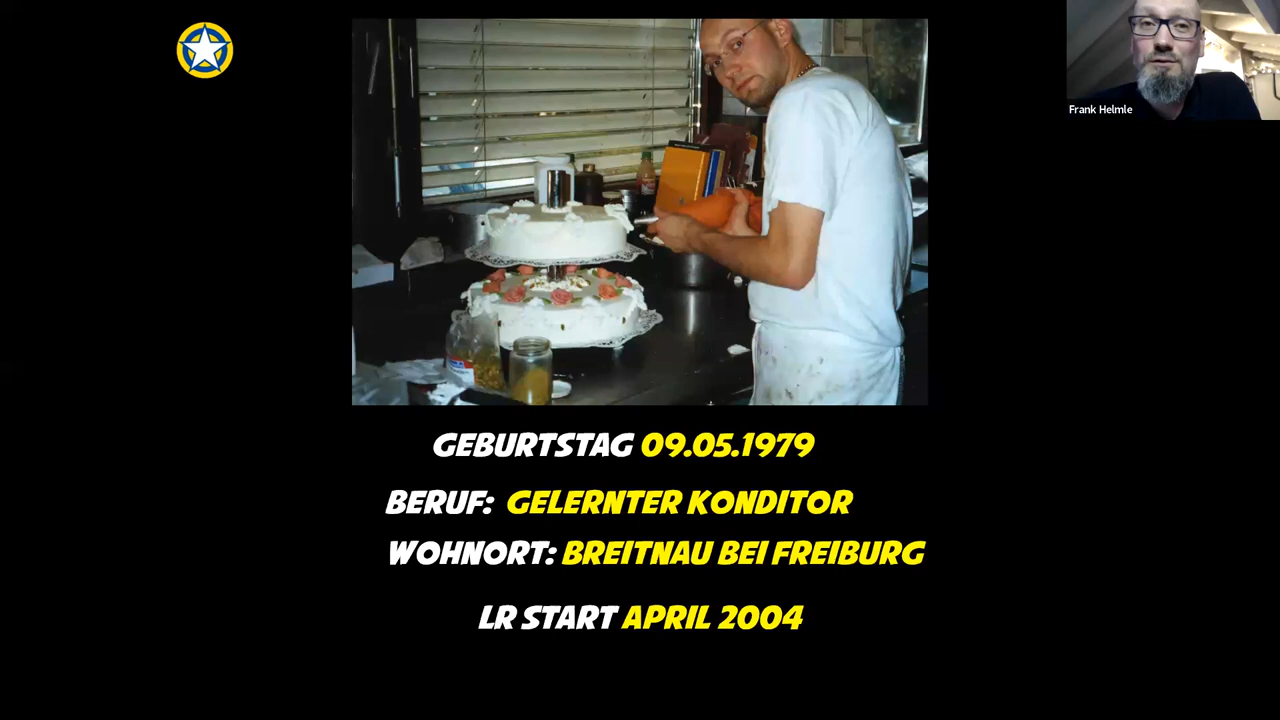 Frank Helmle
GEBURTSTAG 09.05.1979
BERUF: GELERNTER KONDITOR
WOHNORT: BREITNAU BEI FREIBURG
LR START APRIL 2004